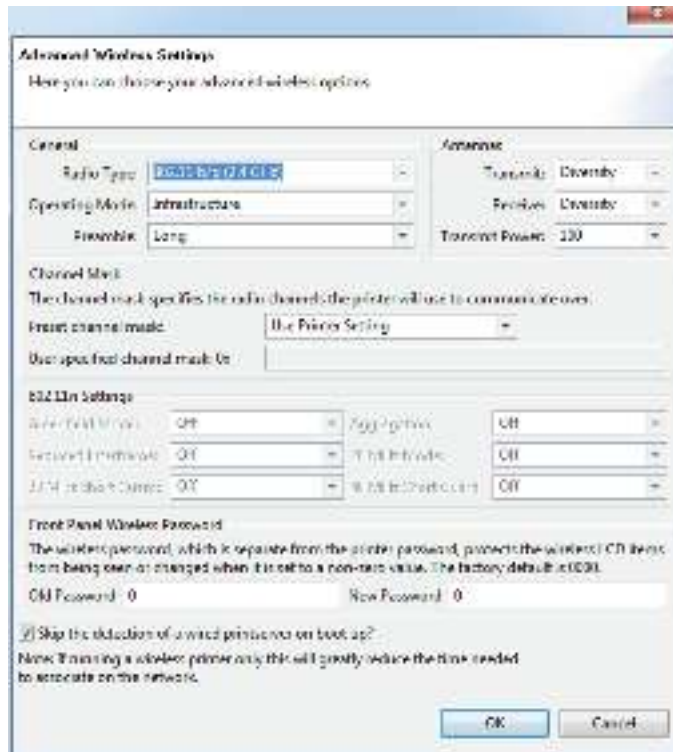 Advanced Wireless Settings
Here you can choose your advanced wireless options
General
Antennas
Radio Type:
Transmit: Diversity
Operating Mode: Infrastructure
Receive: Diversity
Preamble: Long
Transmit Power: 100
Channel Mask
The channel mask specifies the radio channels the printer will use to communicate over.
Preset channel mask: Use Printer Setting
User specified channel mask: 0x
802.11n Settings
Off
Aggregation: Off
Off
Off
Off
Off
Front Panel Wireless Password
The wireless password, which is separate from the printer password, protects the wireless LCD items
from being seen or changed when it is set to a non-zero value. The factory default is 0000.
Old Password: 0 New Password: 0
Skip the detection of a wired printserver on boot up?
Note: If running a wireless printer only this will greatly reduce the time needed
to associate on the network.
OK
Cancel